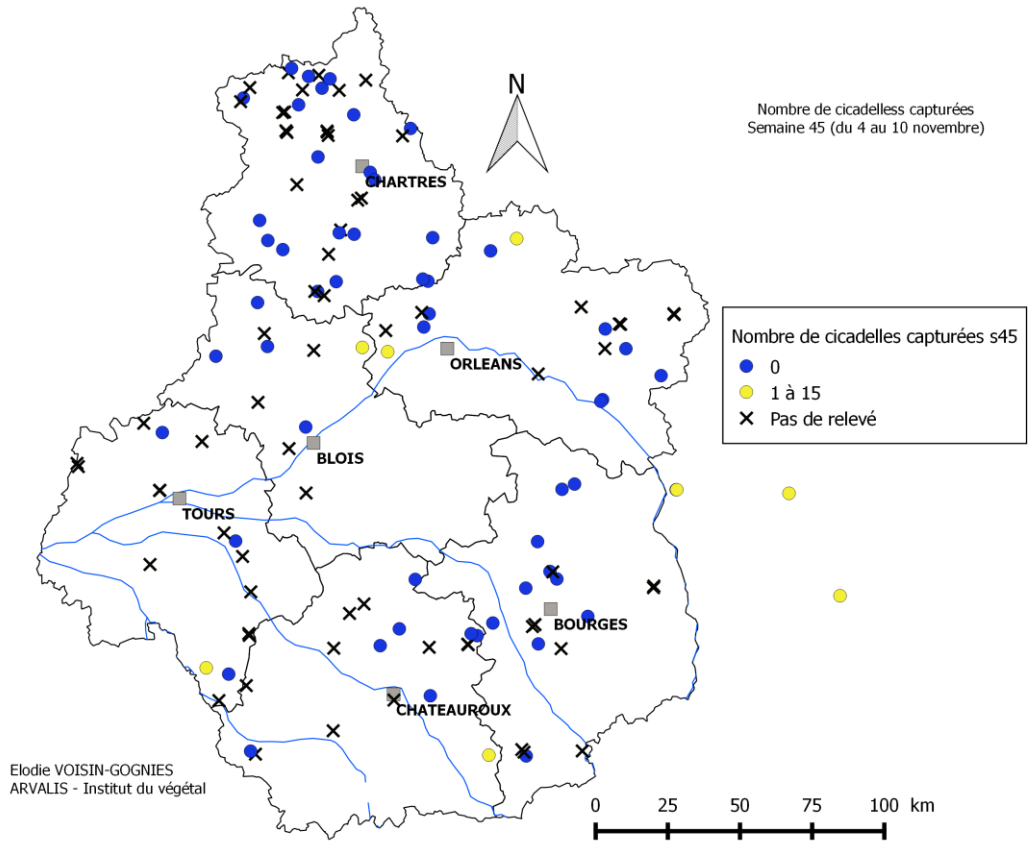 N
Nombre de cicadelless capturées
Semaine 45 (du 4 au 10 novembre)
CHARTRES
Nombre de cicadelles capturées s45
0
1 à 15
Pas de relevé
ORLEANS
BLOIS
TOURS
BOURGES
CHATEAUROUX
Elodie VOISIN-GOGNIES
ARVALIS - Institut du végétal
0 25 50 75 100 km